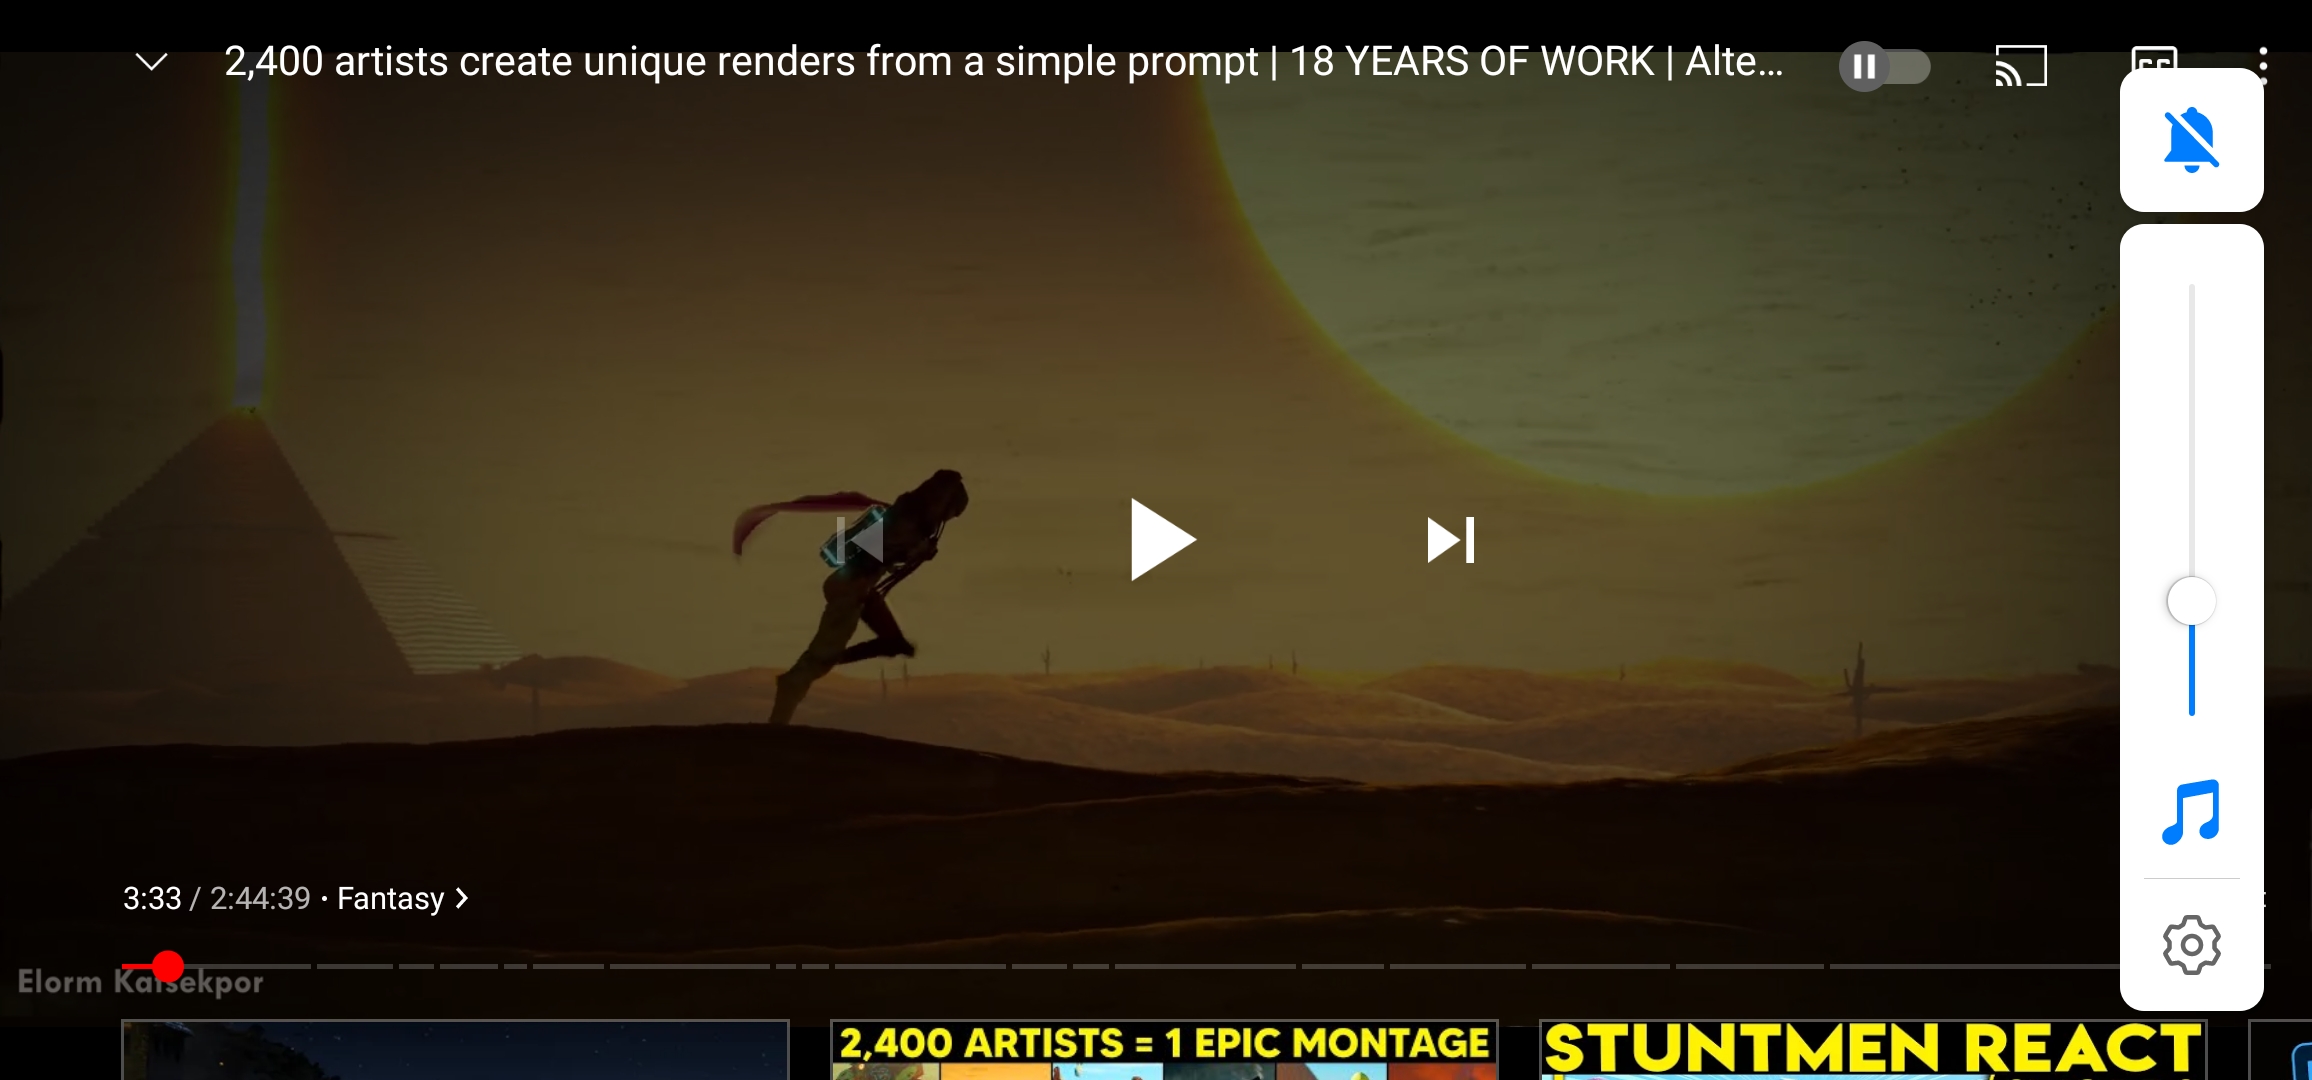 2,400 artists create unique renders from a simple prompt | 18 YEARS OF WORK | Alte...
3:33 / 2:44:39 · Fantasy
Elorm Kafsekpor
2,400 ARTISTS = 1 EPIC MONTAGE
STUNTMEN REACT